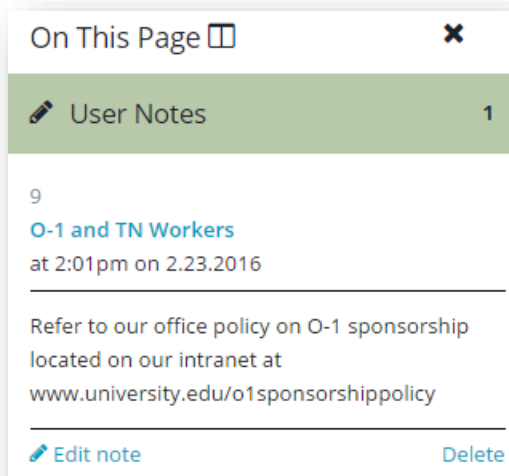 On This Page
User Notes 1
9
O-1 and TN Workers
at 2:01pm on 2.23.2016
Refer to our office policy on O-1 sponsorship
located on our intranet at
www.university.edu/o1sponsorshippolicy
Edit note Delete